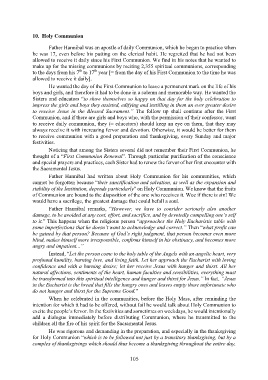 10. Holy Communion
Father Hannibal was an apostle of daily Communion, which he began to practice when
he was 17, even before his putting on the clerical habit. He regretted that he had not been
allowed to receive it daily since his First Communion. We find in his notes that he wanted to
make up for the missing communions by reciting 2,355 spiritual communions, corresponding
to the days from his 7th to 17th year [= from the day of his First Communion to the time he was
allowed to receive it daily].
He wanted the day of the First Communion to leave a permanent mark on the life of his
boys and girls, and therefore it had to be done in a solemn and memorable way. He wanted the
Sisters and educators "to throw themselves so happy on that day for the holy celebration to
impress the girls and boys they assisted, edifying and instilling in them an ever greater desire
to receive Jesus in the Blessed Sacrament." The follow up shall continue after the First
Communion, and if there are girls and boys who, with the permission of their confessor, want
to receive daily communion, they (= educators) should keep an eye on them, that they may
always receive it with increasing fervor and devotion. Otherwise, it would be better for them
to receive communion with a good preparation and thanksgiving, every Sunday and major
festivities.
Noticing that among the Sisters several did not remember their First Communion, he
thought of a "First Communion Renewal". Through particular purification of the conscience
and special prayers and practices, each Sister had to renew the fervor of her first encounter with
the Sacramental Jesus.
Father Hannibal had written about Holy Communion for his communities, which
cannot be forgotten because "their sanctification and salvation, as well as the expansion and
stability of the Institution, depends particularly" on Holy Communion. We know that the fruits
of Communion are bound to the disposition of the one who receives it. Woe if there is sin! We
would have a sacrilege, the greatest damage that could befall a soul.
Father Hannibal remarks, "However, we have to consider seriously also another
damage, to be avoided at any cost, effort, and sacrifice, and by dreadfully compelling one's self
to it." This happens when the religious person "approaches the Holy Eucharistic table with
some imperfections that he doesn't want to acknowledge and correct." Then "what profit can
be gained by that person? Because of God's right judgment, that person becomes even more
blind, makes himself more irresponsible, confirms himself in his obstinacy, and becomes more
angry and impatient..."
Instead, "Let the person come to the holy table of the Angels with an angelic heart, very
profound humility, burning love, and living faith. Let her approach the Eucharist with loving
confidence and with a burning desire; let her receive Jesus with hunger and thirst. All her
natural affections, sentiments of the heart, human faculties and sensibilities, everything must
be transformed into this spiritual intelligence and hunger and thirst for Jesus." In fact, "Jesus
in the Eucharist is the bread that fills the hungry ones and leaves empty those unfortunate who
do not hunger and thirst for the Supreme Good."
When he celebrated in the communities, before the Holy Mass, after reminding the
intention for which it had to be offered, without fail he would talk about Holy Communion to
excite the people's fervor. In the festivities and sometimes on weekdays, he would intentionally
add a dialogue immediately before distributing Communion, where he transmitted to the
children all the fire of his spirit for the Sacramental Jesus.
He was rigorous and demanding in the preparation, and especially in the thanksgiving
for Holy Communion "which is to be followed not just by a transitory thanksgiving, but by a
complex of thanksgivings which should thus become a thanksgiving throughout the entire day.
105